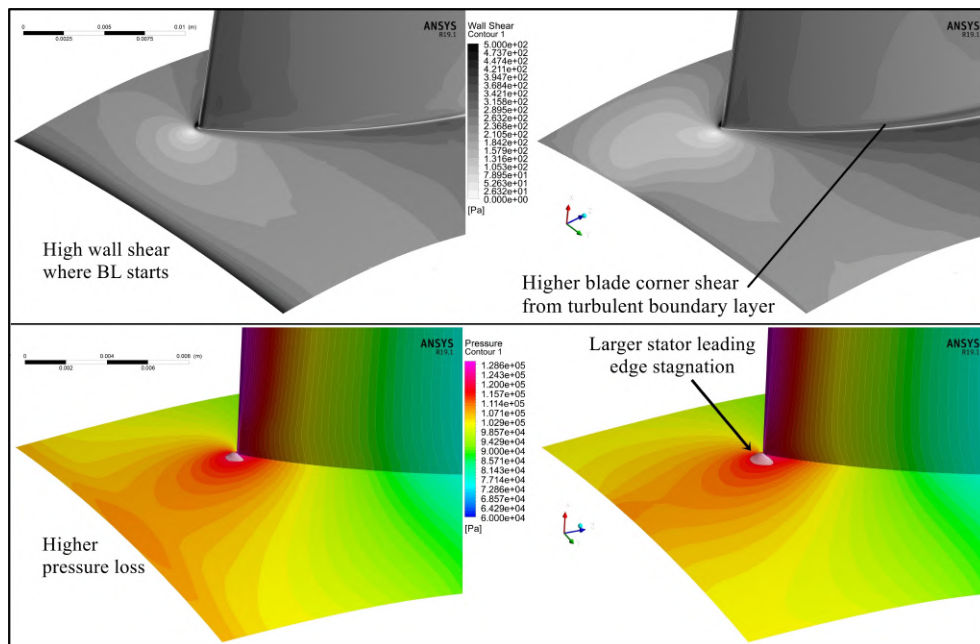 0 0.005 0.01 (m)
0.0025 0.0075
ANSYS
R19.1
Wall Shear
Contour 1
5.000e+02
4.737e+02
4.474e+02
4.211e+02
3.947e+02
3.684e+02
3.421e+02
3.158e+02
2.895e+02
2.632e+02
2.368e+02
2.105e+02
1.842e+02
1.579e+02
1.316e+02
1.053e+02
7.895e+01
5.263e+01
2.632e+01
0.000e+00
[Pa]
ANSYS
R19.1
High wall shear
where BL starts
Higher blade corner shear
from turbulent boundary layer
ANSYS
R19.1
0 0.004 0.008 (m)
0.002 0.006
Pressure
Contour 1
1.286e+05
1.243e+05
1.200e+05
1.157e+05
1.114e+05
1.071e+05
1.029e+05
9.857e+04
9.429e+04
9.000e+04
8.571e+04
8.143e+04
7.714e+04
7.286e+04
6.857e+04
6.429e+04
6.000e+04
[Pa]
Larger stator leading
edge stagnation
ANSYS
R19.1
Higher
pressure loss